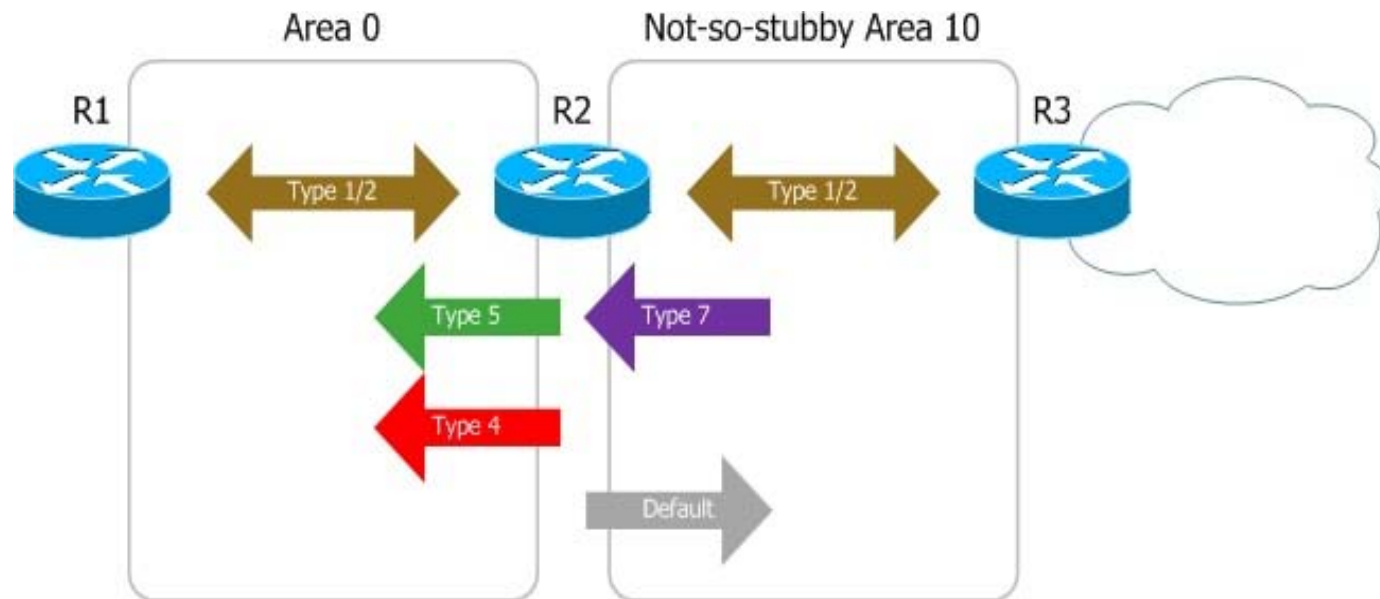 Area 0
Not-so-stubby Area 10
R1
R2
R3
Type 1/2
Type 1/2
Type 5
Type 7
Type 4
Default